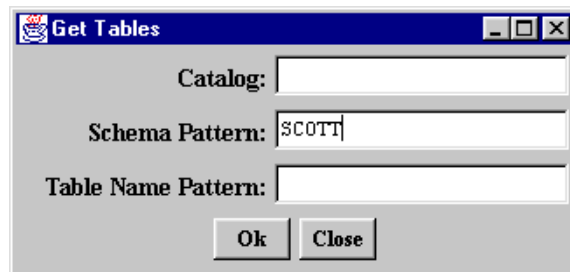 Get Tables
Catalog:
Schema Pattern: SCOTT
Table Name Pattern:
Ok Close